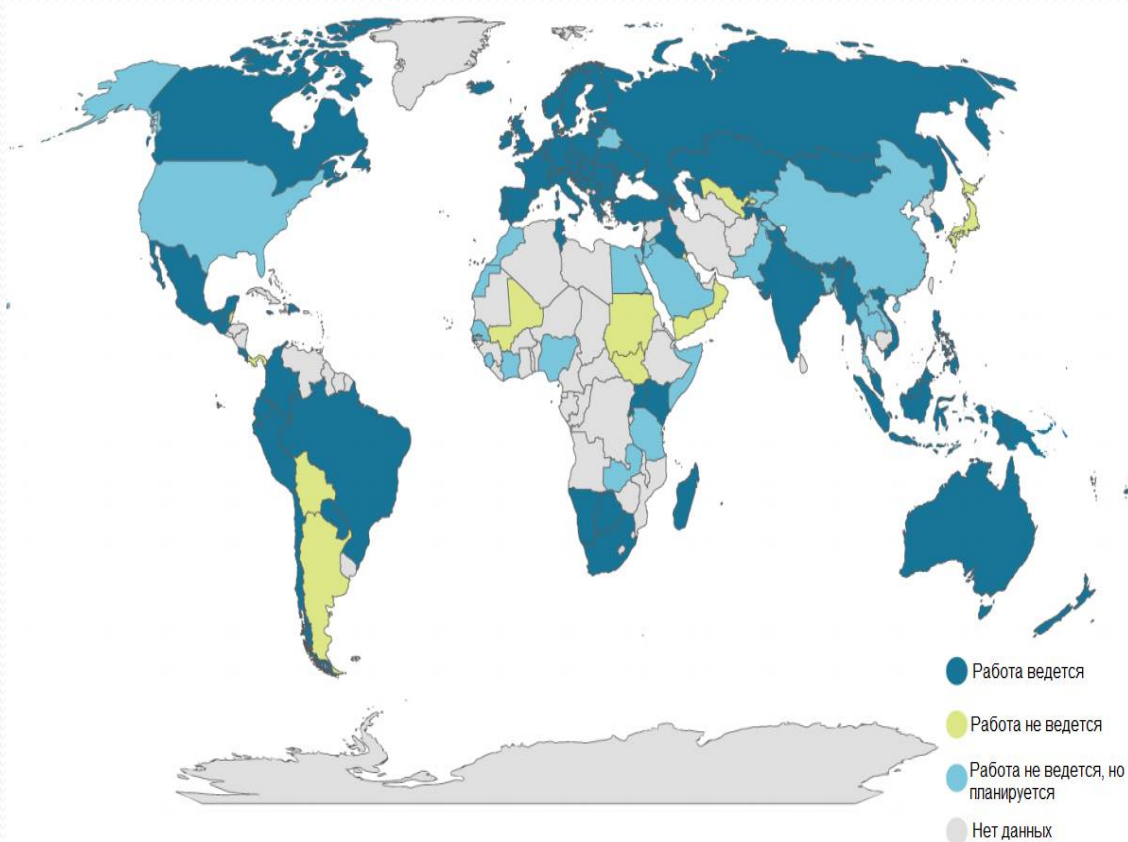 Работа ведется
Работа не ведется
Работа не ведется, но
планируется
Нет данных